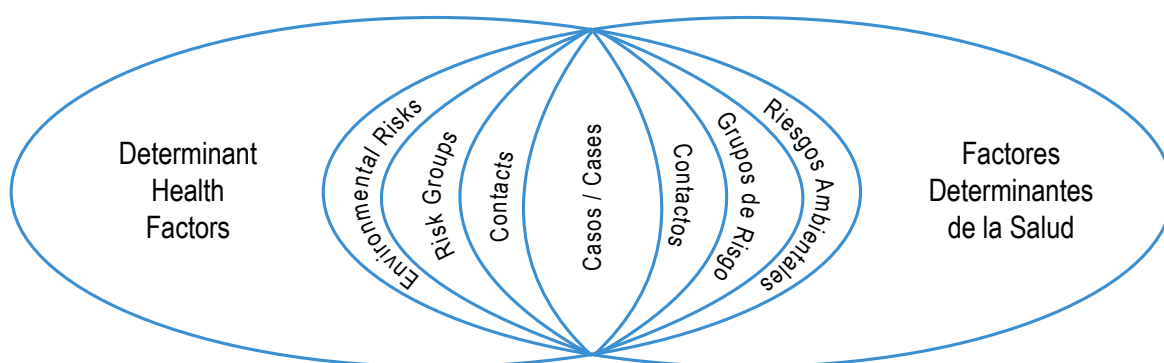 Determinant
Health
Factors
Environmental Risks
Risk Groups
Contacts
Casos / Cases
Contactos
Grupos de Risgo
Riesgos Ambientales
Factores
Determinantes
de la Salud